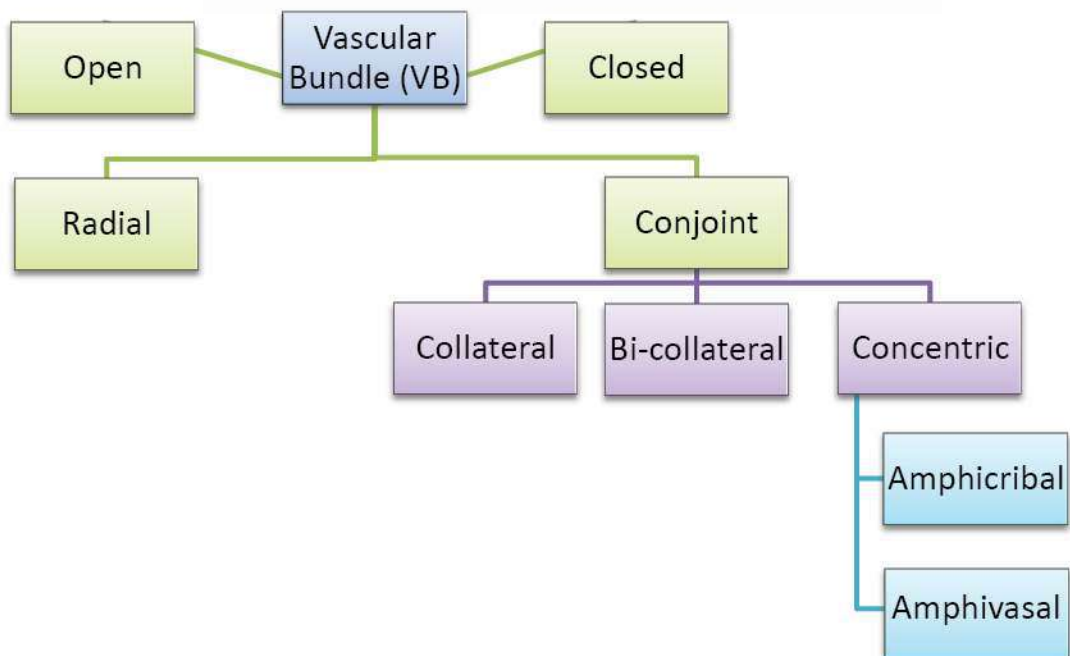 Open
Vascular
Bundle (VB)
Closed
Radial
Conjoint
Collateral
Bi-collateral
Concentric
Amphicribal
Amphivasal